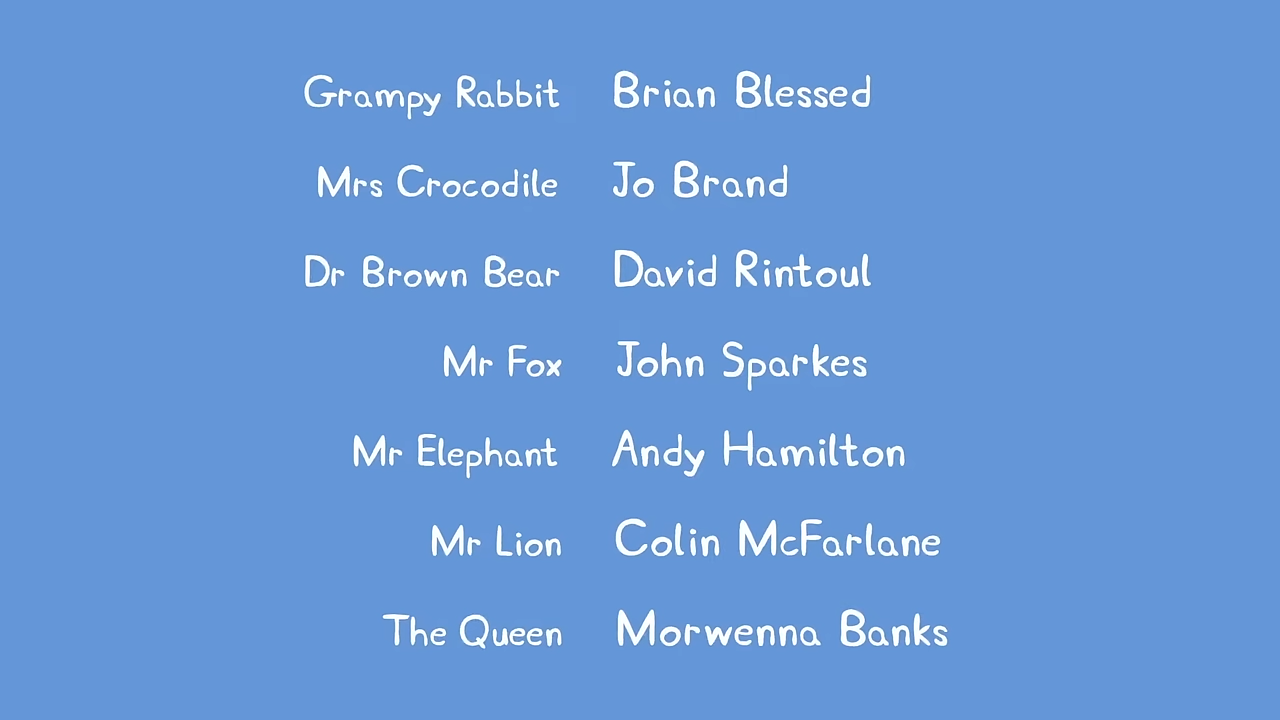 Grampy Rabbit Brian Blessed
Mrs Crocodile Jo Brand
Dr Brown Bear David Rintoul
Mr Fox John Sparkes
Mr Elephant Andy Hamilton
Mr Lion Colin McFarlane
The Queen Morwenna Banks